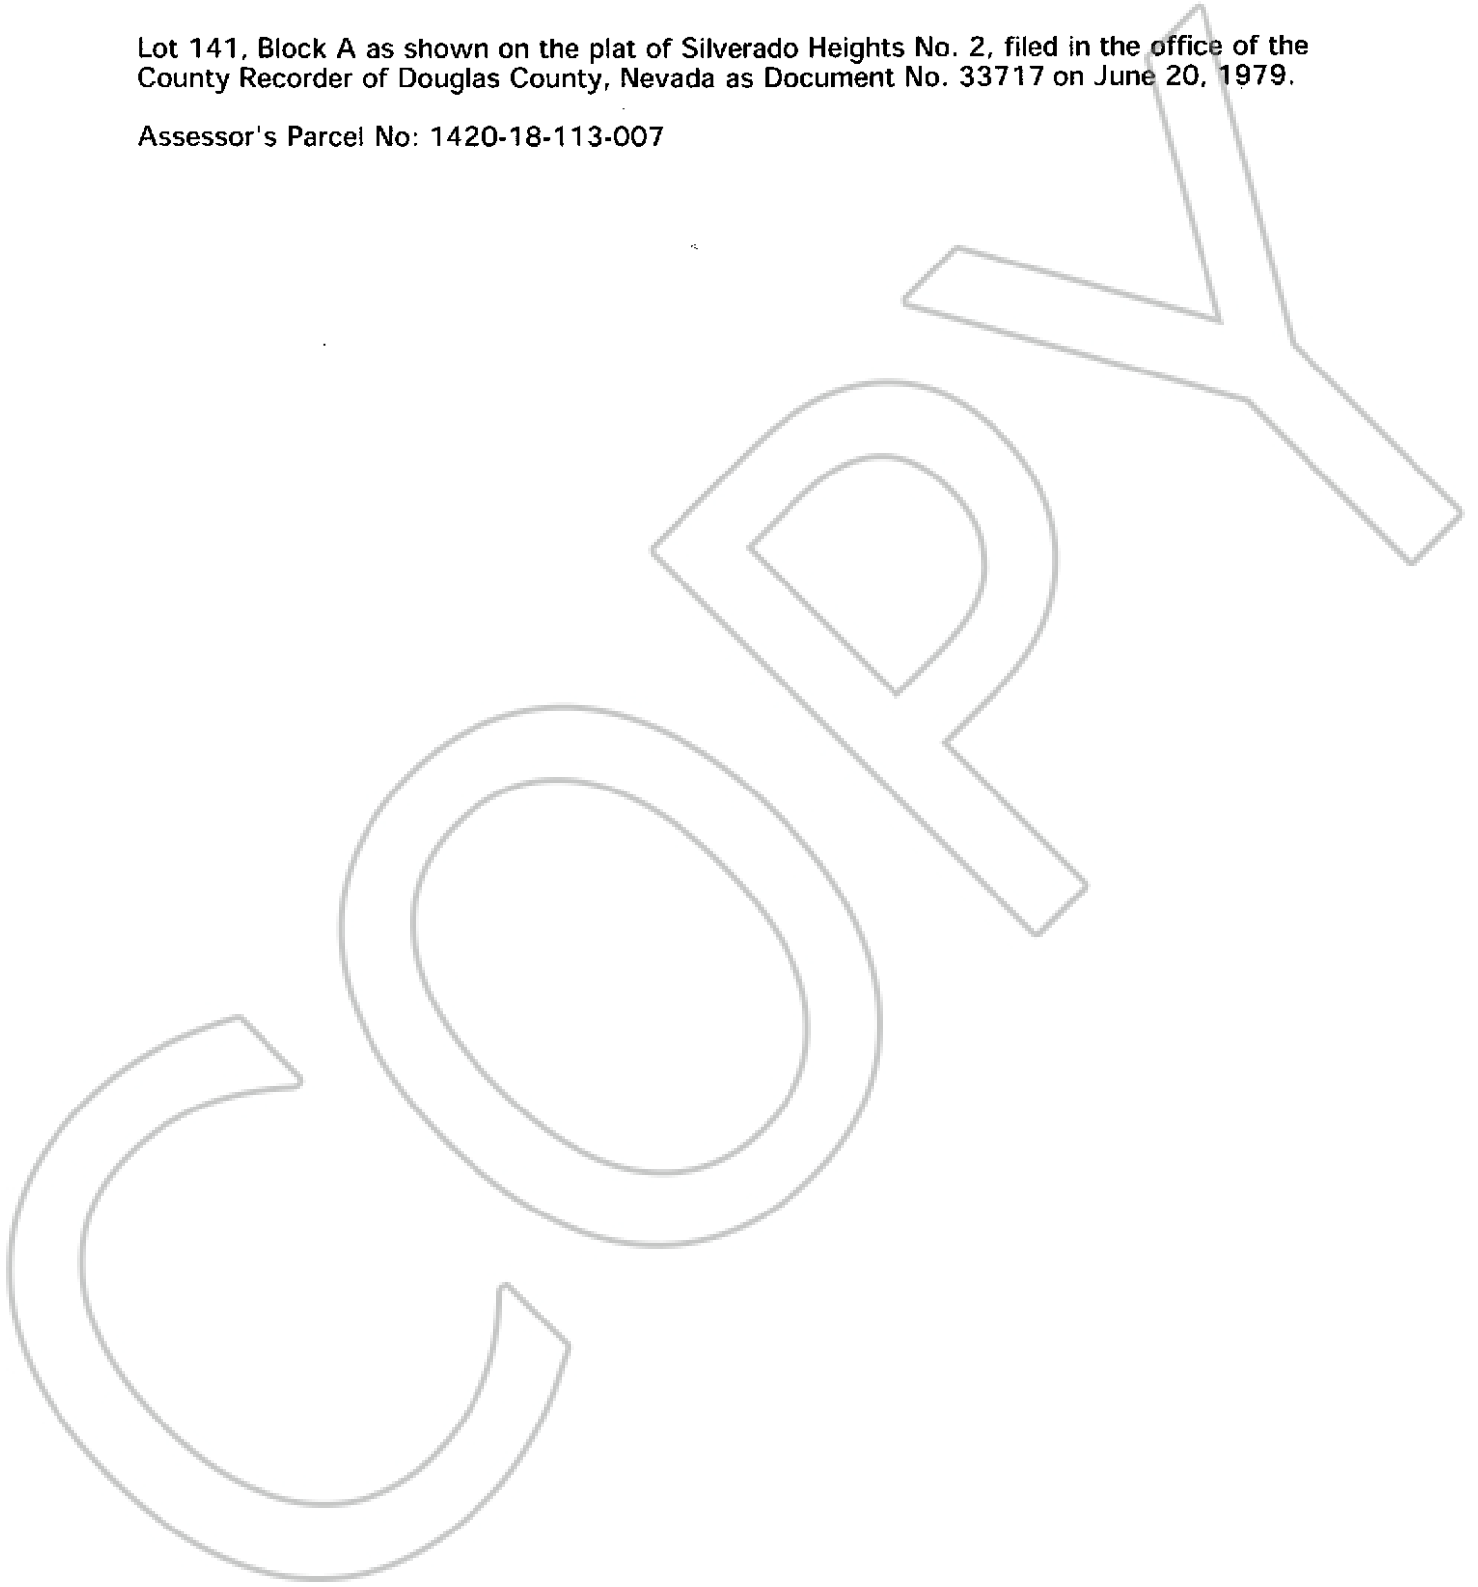 Lot 141, Block A as shown on the plat of Silverado Heights No. 2, filed in the office of the
County Recorder of Douglas County, Nevada as Document No. 33717 on June 20, 1979.
Assessor's Parcel No: 1420-18-113-007
COPY